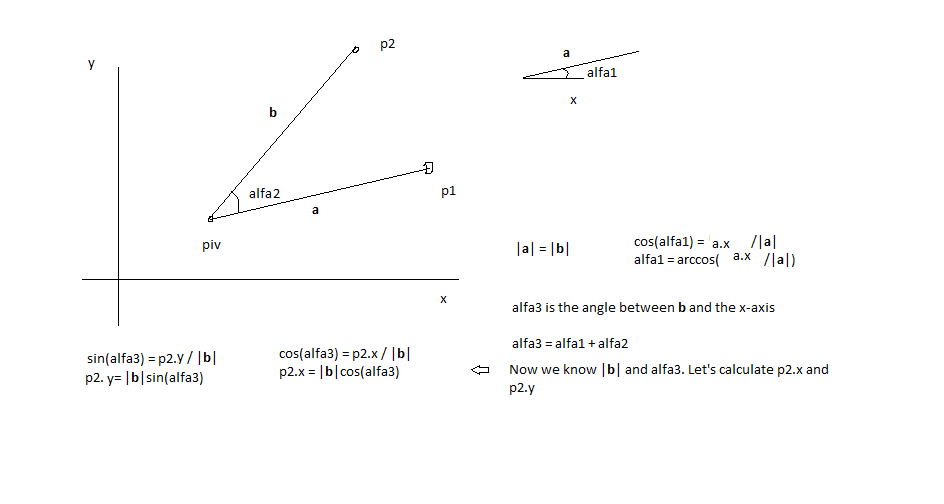 p2
y
a
alfa1
x
b
alfa2
p1
a
piv
|a| = |b|
cos(alfa1) = a.x /|a|
alfa1 = arccos( a.x /|a|)
x
alfa3 is the angle between b and the x-axis
alfa3 = alfa1 + alfa2
sin(alfa3) = p2.y / |b|
p2. y= |b|sin(alfa3)
cos(alfa3) = p2.x / |b|
p2.x = |b|cos(alfa3)
Now we know |b| and alfa3. Let's calculate p2.x and
p2.y